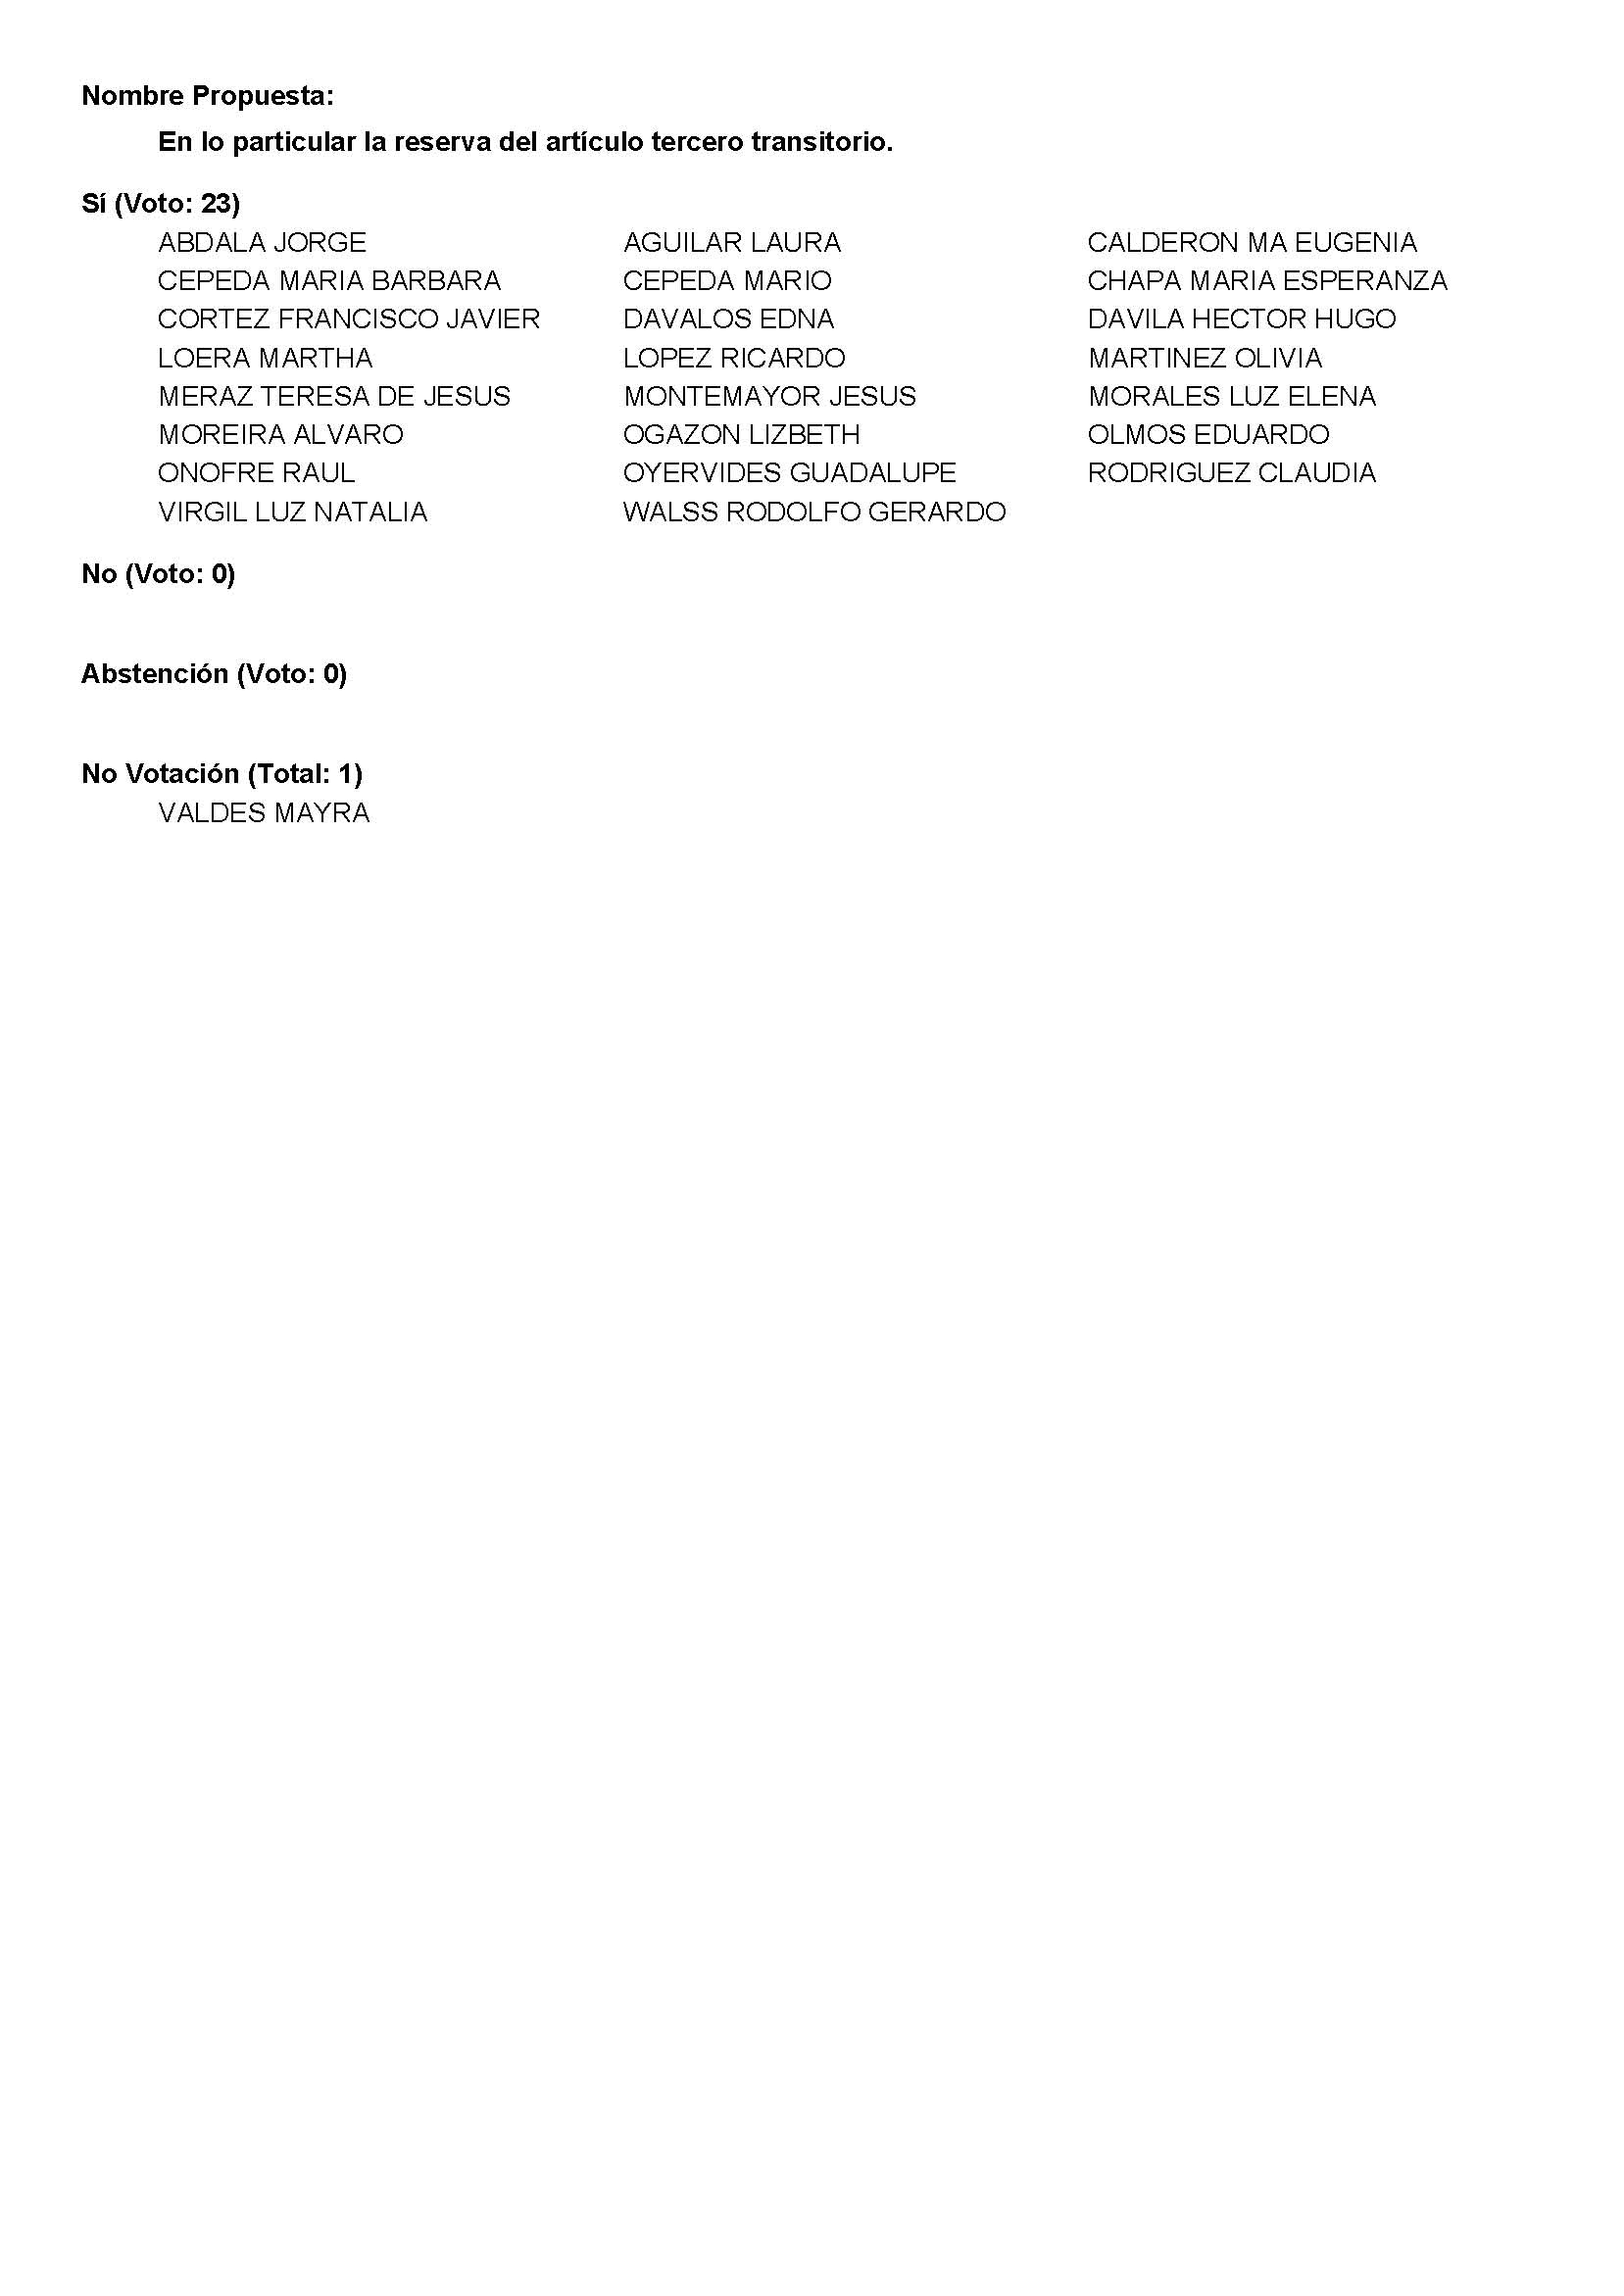 Nombre Propuesta:
En lo particular la reserva del artículo tercero transitorio.
Sí (Voto: 23)
ABDALA JORGE AGUILAR LAURA CALDERON MA EUGENIA
CEPEDA MARIA BARBARA CEPEDA MARIO CHAPA MARIA ESPERANZA
CORTEZ FRANCISCO JAVIER DAVALOS EDNA DAVILA HECTOR HUGO
LOERA MARTHA LOPEZ RICARDO MARTINEZ OLIVIA
MERAZ TERESA DE JESUS MONTEMAYOR JESUS MORALES LUZ ELENA
MOREIRA ALVARO OGAZON LIZBETH OLMOS EDUARDO
ONOFRE RAUL OYERVIDES GUADALUPE RODRIGUEZ CLAUDIA
VIRGIL LUZ NATALIA WALSS RODOLFO GERARDO
No (Voto: 0)
Abstención (Voto: 0)
No Votación (Total: 1)
VALDES MAYRA